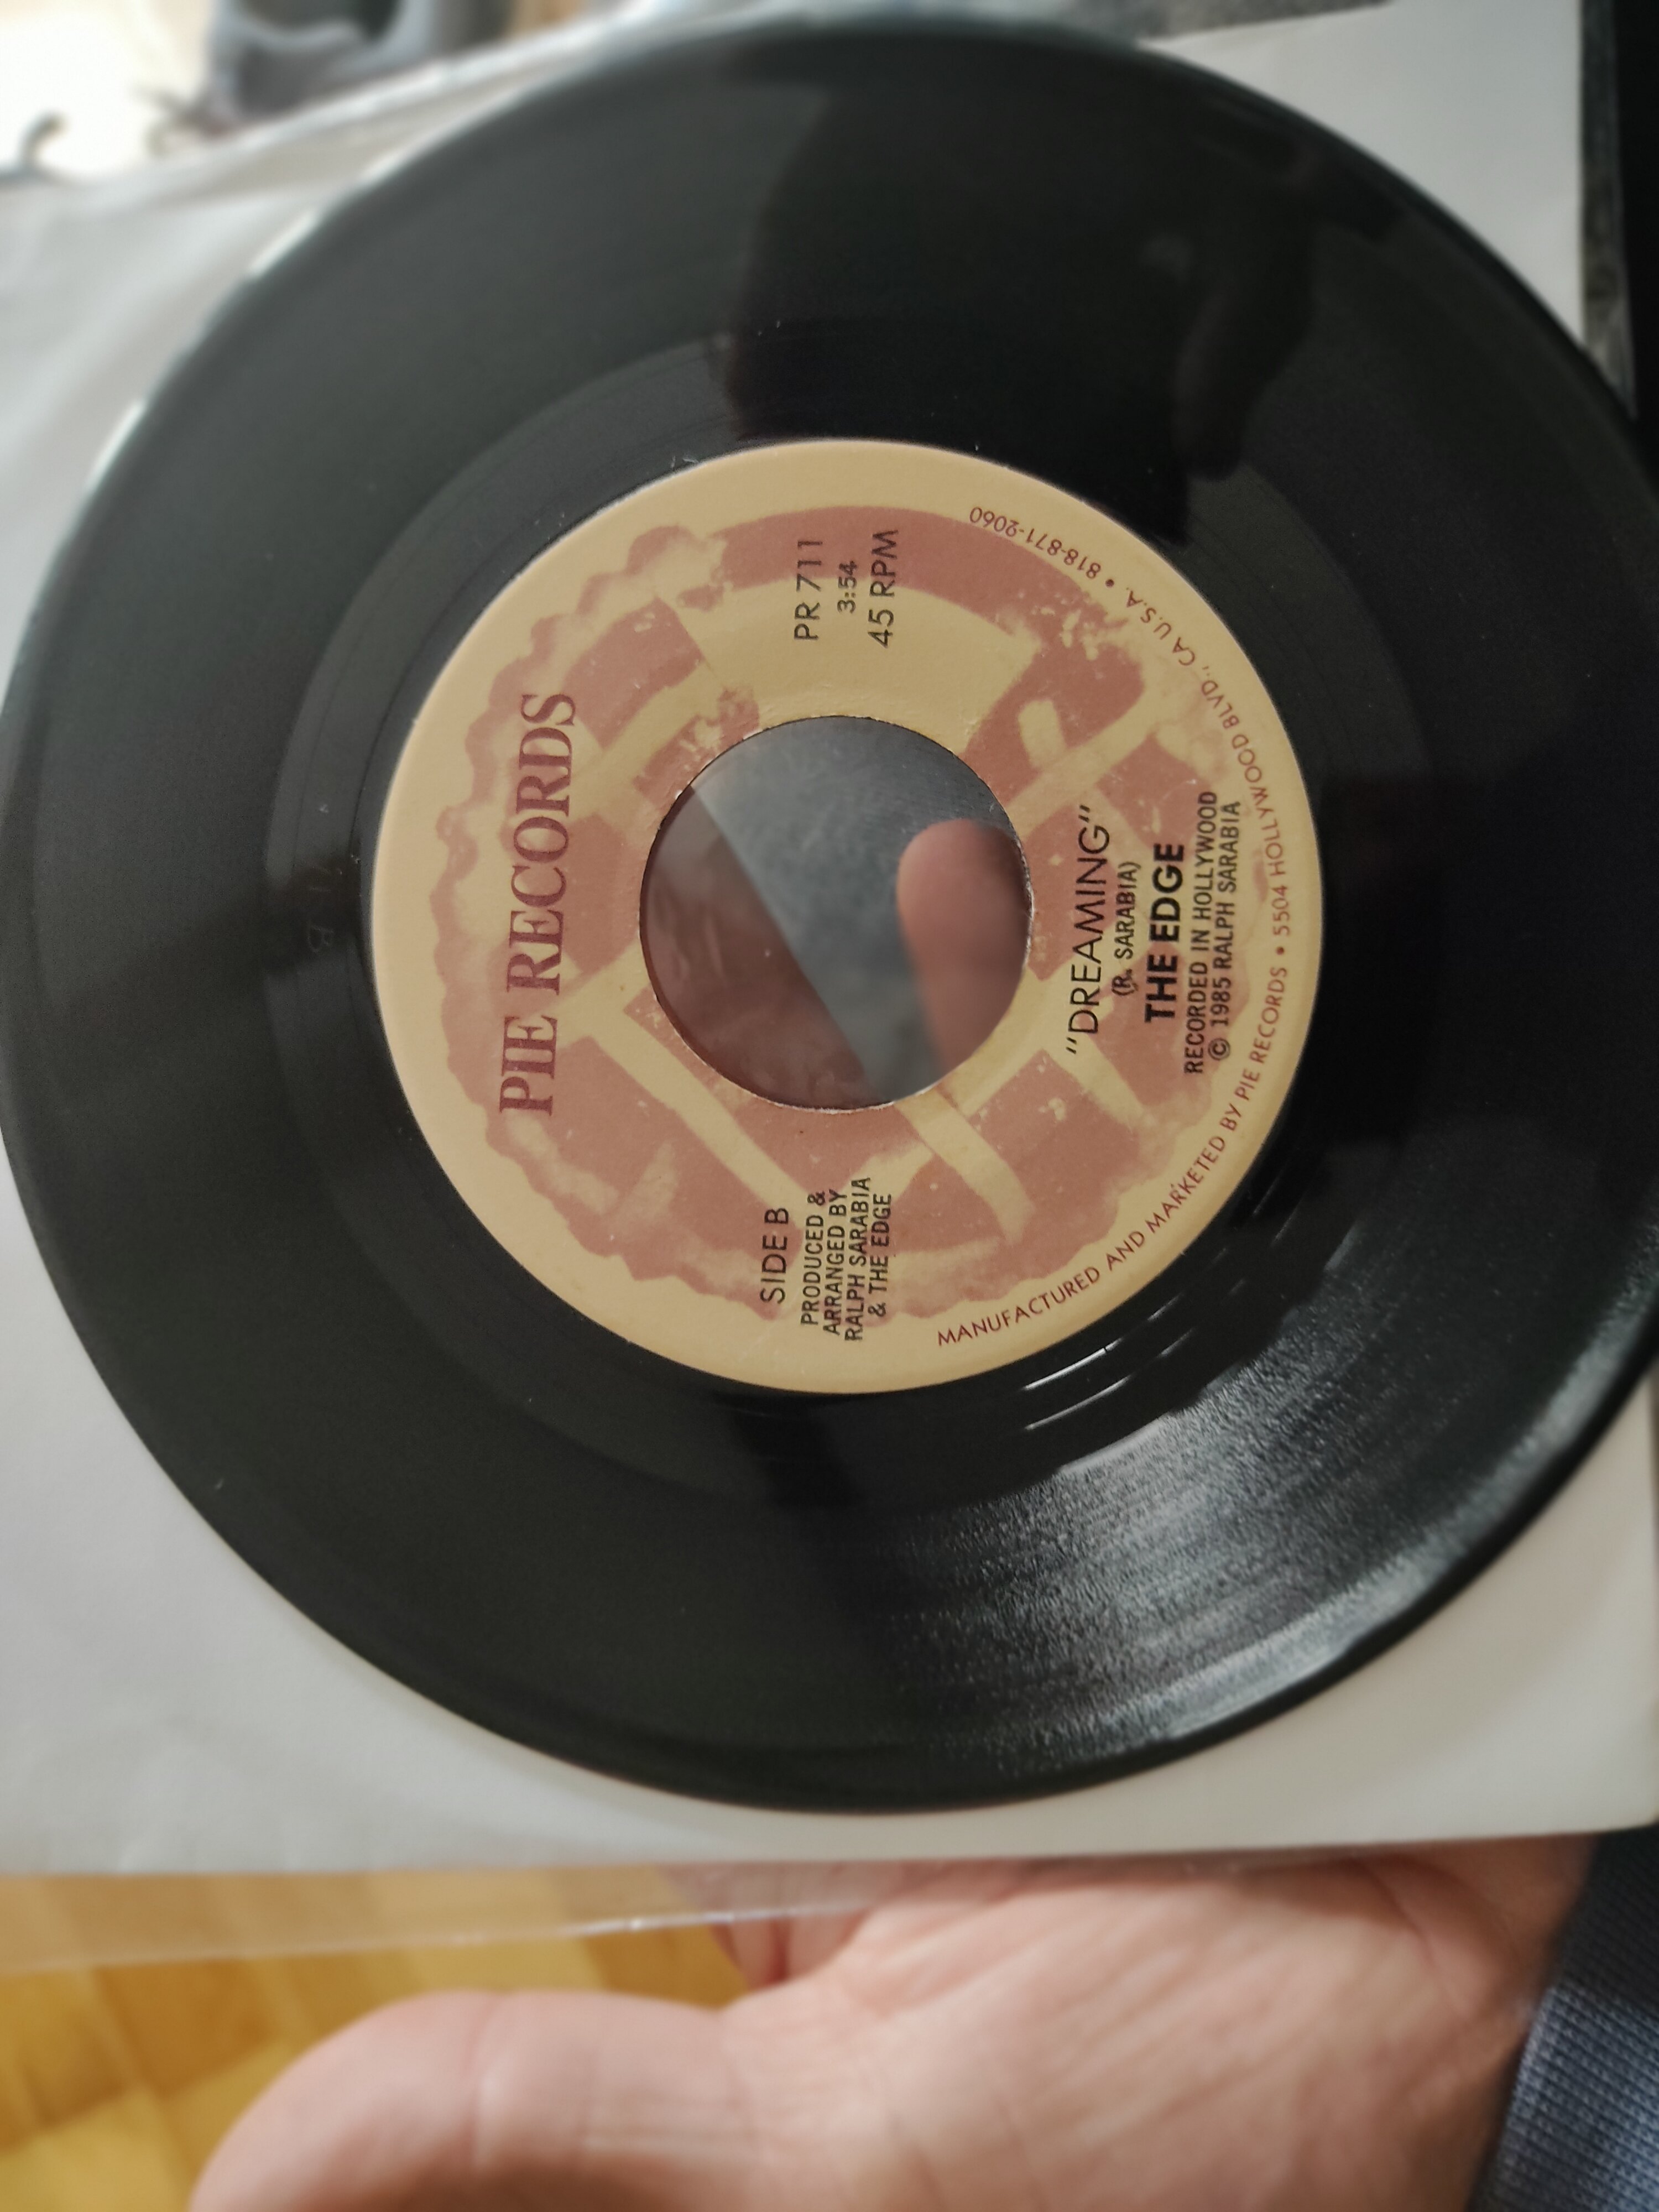 PIE RECORDS
SIDE B
PRODUCED &
ARRANGED BY
RALPH SARABIA
& THE EDGE
PR 711
3:54
45 RPM
"DREAMING"
(R. SARABIA)
THE EDGE
RECORDED IN HOLLYWOOD
© 1985 RALPH SARABIA
MANUFACTURED AND MARKETED BY PIE RECORDS • 5504 HOLLYWOOD BLVD., CA U.S.A. • 818-871-2060